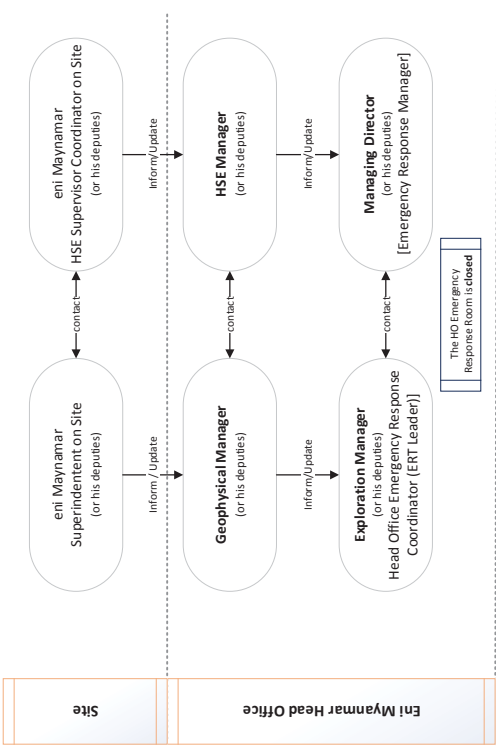 Site
eni Maynamar
Superindentent on Site
(or his deputies)
contact
eni Maynamar
HSE Supervisor Coordinator on Site
(or his deputies)
Inform / Update
Inform/Update
Eni Myanmar Head Office
Geophysical Manager
(or his deputies)
contact
HSE Manager
(or his deputies)
Inform/Update
Inform/Update
Exploration Manager
(or his deputies)
Head Office Emergency Response
Coordinator (ERT Leader)]
contact
Managing Director
(or his deputies)
[Emergency Response Manager]
The HO Emergency
Response Room is closed